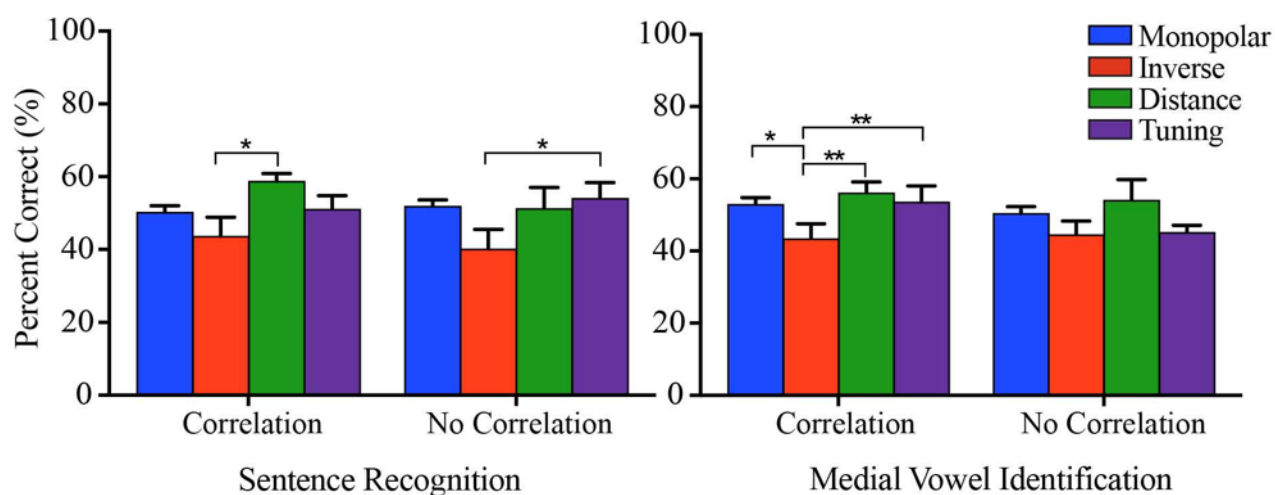 Percent Correct (%)
100
80
60
40
20
0
*
*
Correlation
No Correlation
Sentence Recognition
100
80
60
40
20
0
*
**
**
Monopolar
Inverse
Distance
Tuning
Correlation
No Correlation
Medial Vowel Identification